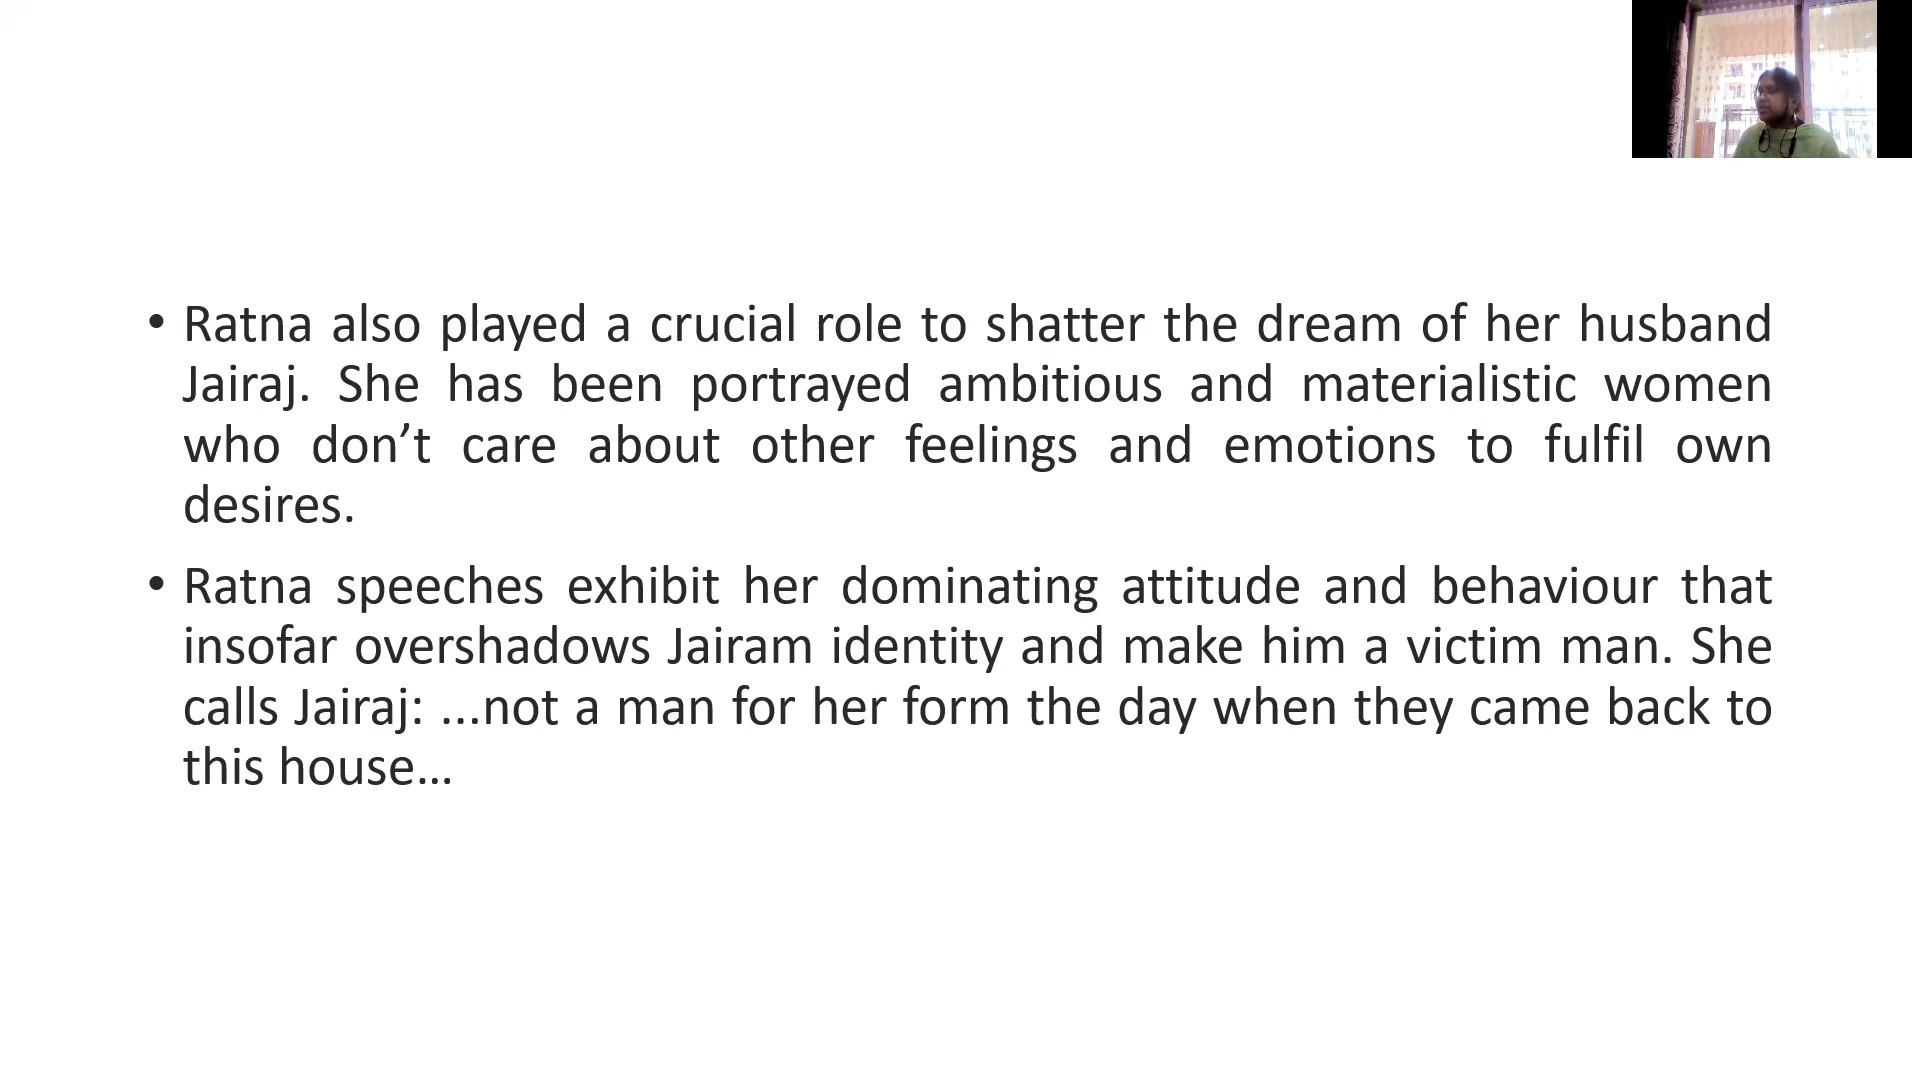 • Ratna also played a crucial role to shatter the dream of her husband
Jairaj. She has been portrayed ambitious and materialistic women
who don’t care about other feelings and emotions to fulfil own
desires.
• Ratna speeches exhibit her dominating attitude and behaviour that
insofar overshadows Jairam identity and make him a victim man. She
calls Jairaj: ...not a man for her form the day when they came back to
this house…